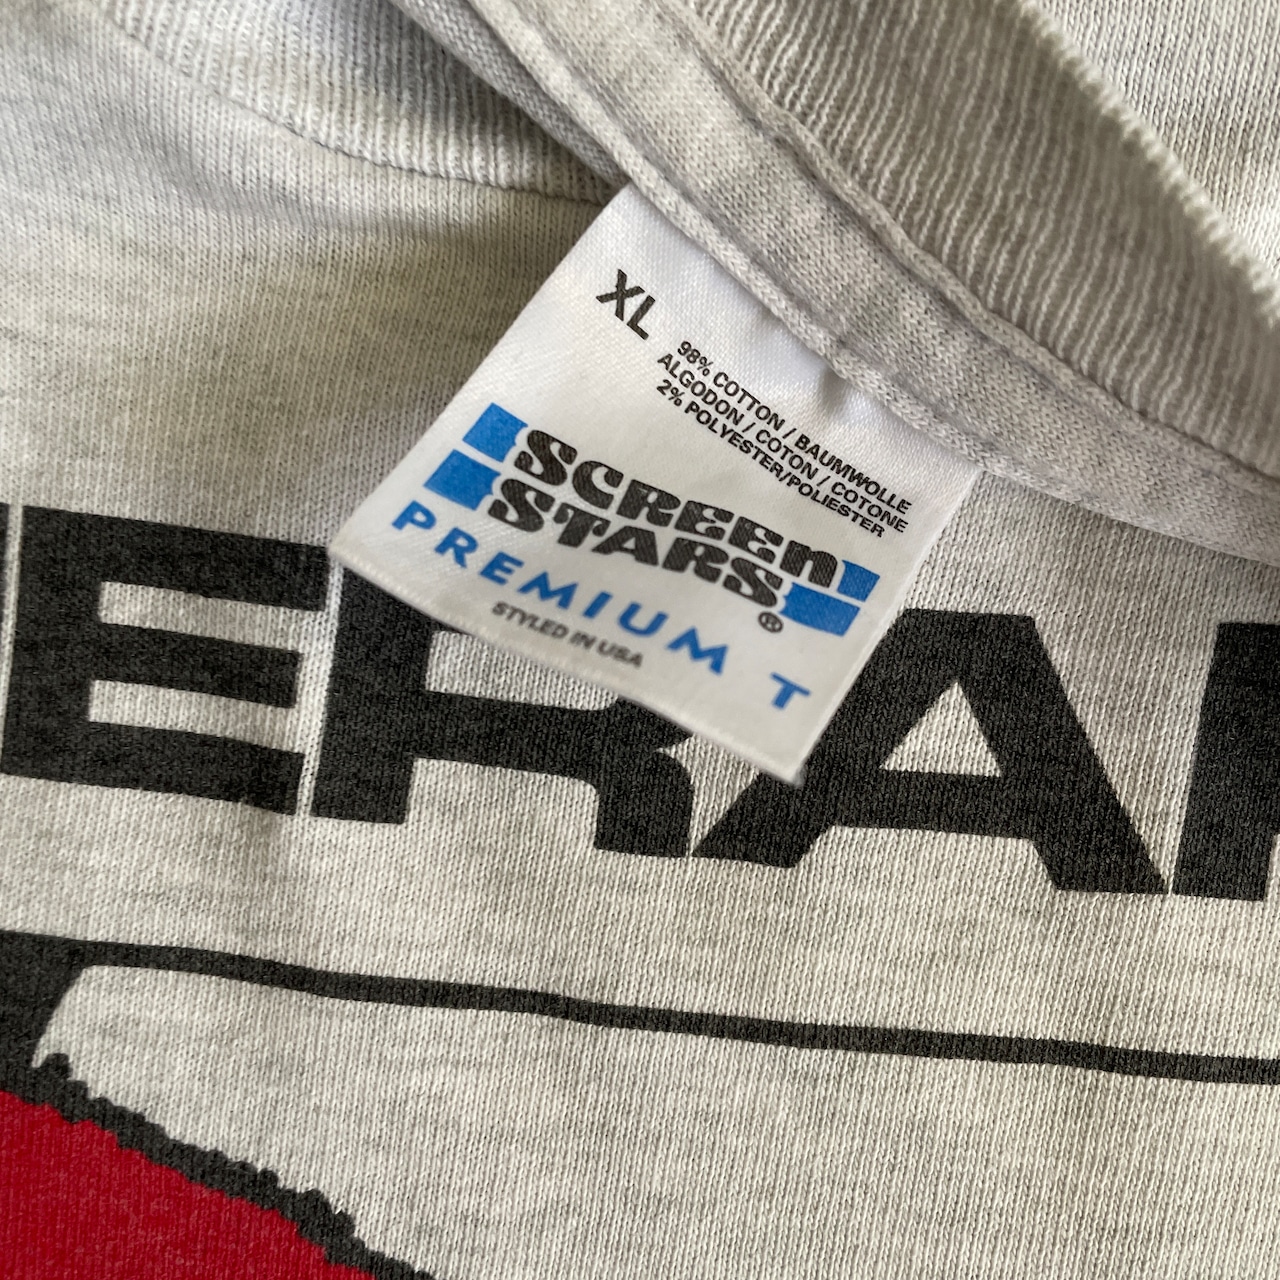 XL
98% COTTON / BAUMWOLLE
ALGODON / COTON / COTONE
2% POLYESTER/POLIESTER
SCREEN
STARS®
PREMIUM T
STYLED IN USA